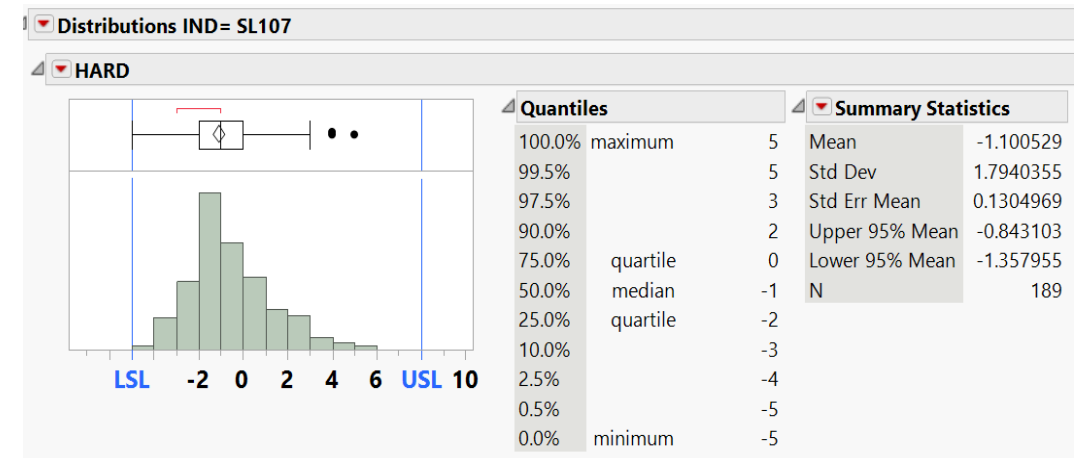 Distributions IND= SL107
HARD
LSL -2 0 2 4 6 USL 10
Quantiles
100.0% maximum 5
99.5% 5
97.5% 3
90.0% 2
75.0% quartile 0
50.0% median -1
25.0% quartile -2
10.0% -3
2.5% -4
0.5% -5
0.0% minimum -5
Summary Statistics
Mean -1.100529
Std Dev 1.7940355
Std Err Mean 0.1304969
Upper 95% Mean -0.843103
Lower 95% Mean -1.357955
N 189